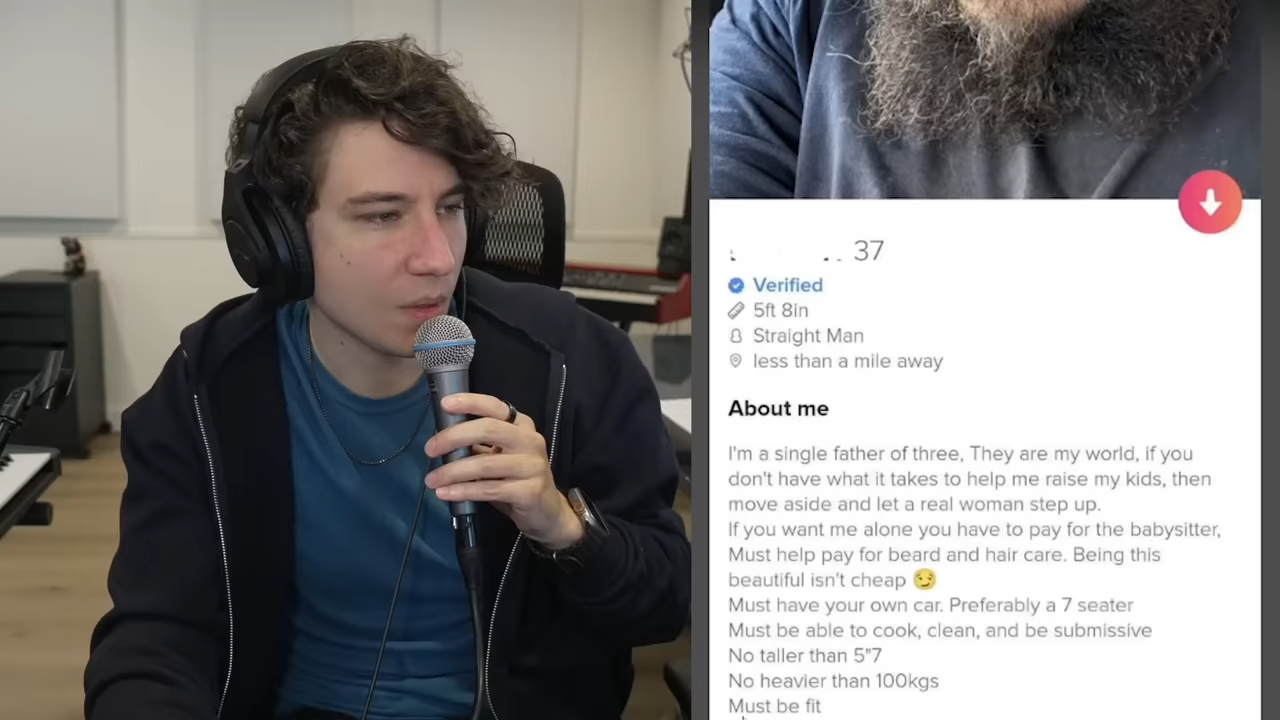 37
Verified
5ft 8in
Straight Man
less than a mile away
About me
I'm a single father of three, They are my world, if you
don't have what it takes to help me raise my kids, then
move aside and let a real woman step up.
If you want me alone you have to pay for the babysitter,
Must help pay for beard and hair care. Being this
beautiful isn't cheap 😏
Must have your own car. Preferably a 7 seater
Must be able to cook, clean, and be submissive
No taller than 5"7
No heavier than 100kgs
Must be fit